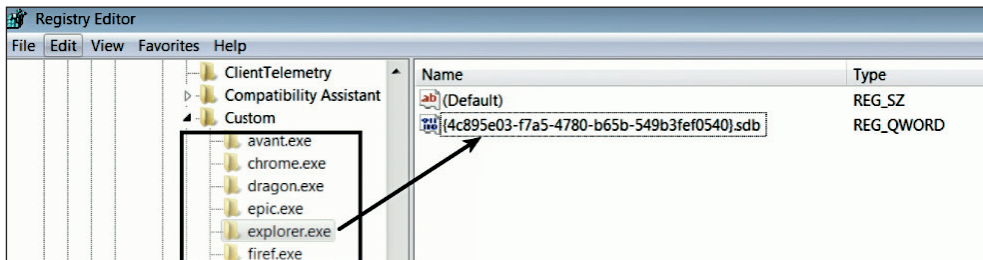 Registry Editor
File Edit View Favorites Help
ClientTelemetry
Compatibility Assistant
Custom
avant.exe
chrome.exe
dragon.exe
epic.exe
explorer.exe
firef.exe
Name Type
(Default) REG_SZ
{4c895e03-f7a5-4780-b65b-549b3fef0540}.sdb REG_QWORD